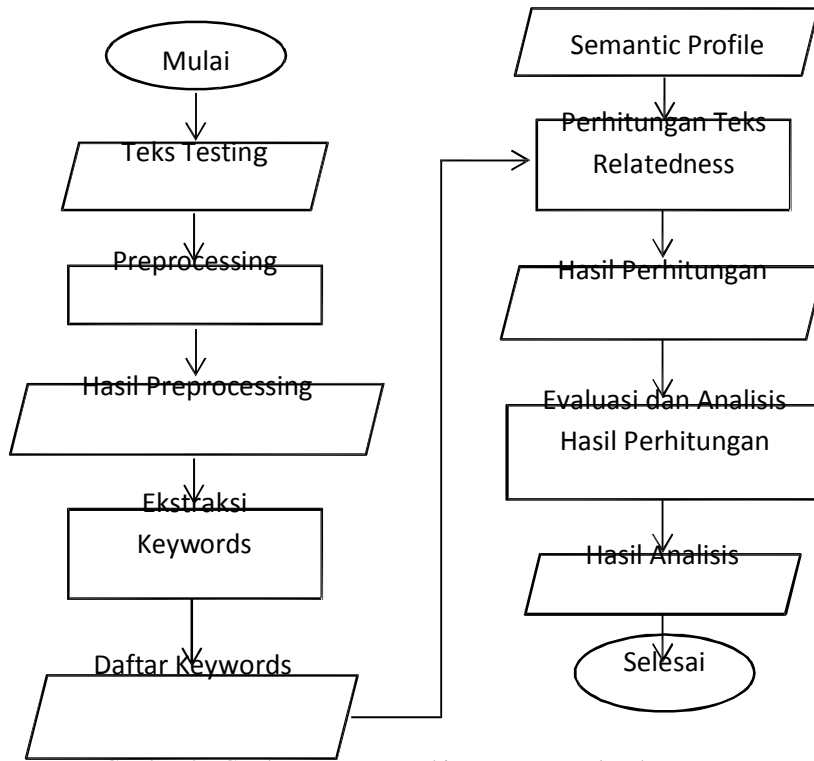 Mulai
Teks Testing
Preprocessing
Hasil Preprocessing
Ekstraksi
Keywords
Daftar Keywords
Semantic Profile
Perhitungan Teks
Relatedness
Hasil Perhitungan
Evaluasi dan Analisis
Hasil Perhitungan
Hasil Analisis
Selesai